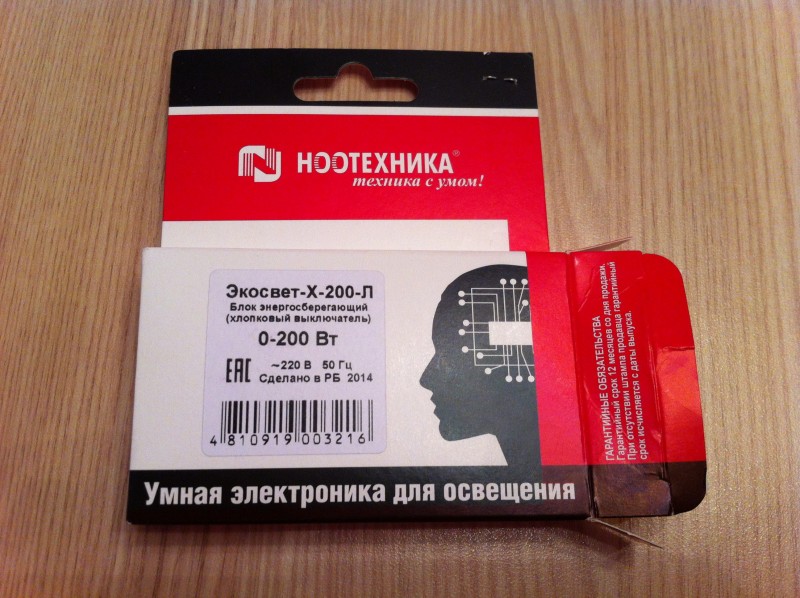 НООТЕХНИКА®
техника с умом!
Экосвет-Х-200-Л
Блок энергосберегающий
(хлопковый выключатель)
0-200 Вт
EAC ~220 В 50 Гц
Сделано в РБ 2014
4 810919 003216
Умная электроника для освещения
ГАРАНТИЙНЫЕ ОБЯЗАТЕЛЬСТВА
Гарантийный срок 12 месяцев со дня продажи.
При отсутствии штампа продавца гарантийный
срок исчисляется с даты выпуска.